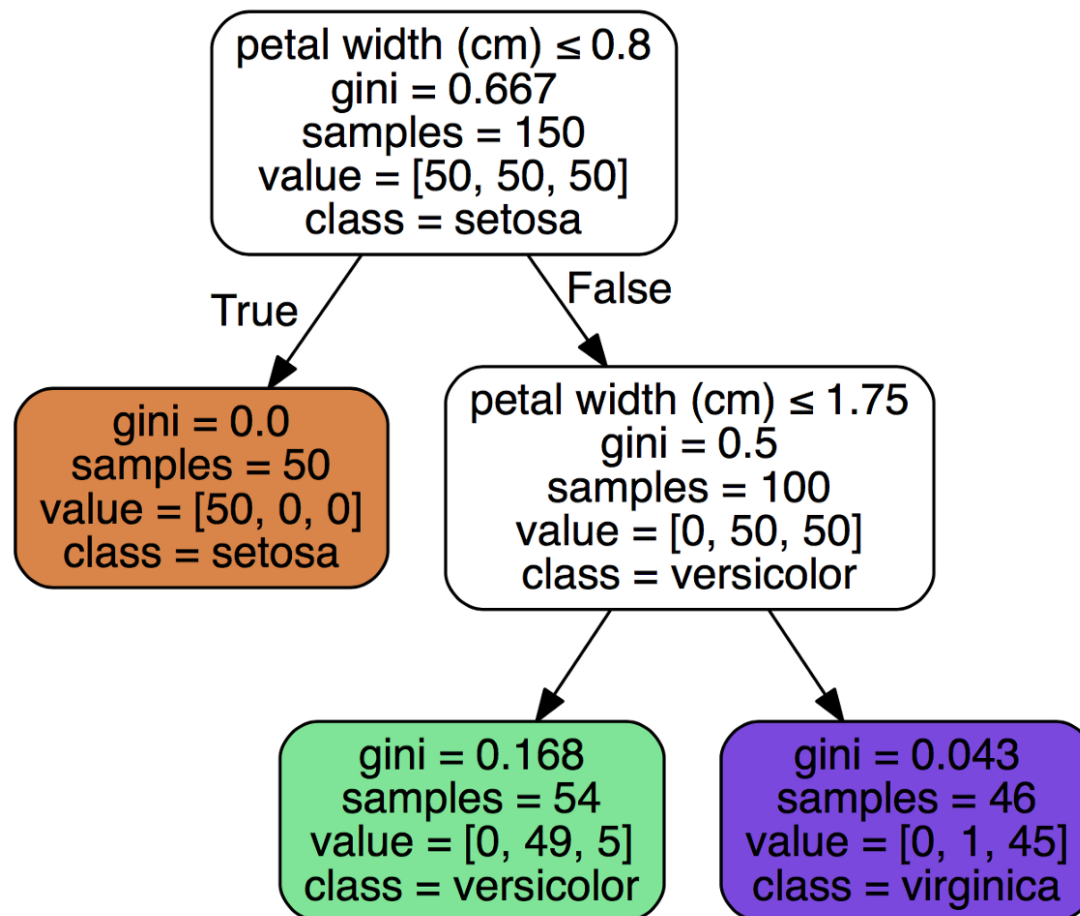 petal width (cm) ≤ 0.8
gini = 0.667
samples = 150
value = [50, 50, 50]
class = setosa
True
False
gini = 0.0
samples = 50
value = [50, 0, 0]
class = setosa
petal width (cm) ≤ 1.75
gini = 0.5
samples = 100
value = [0, 50, 50]
class = versicolor
gini = 0.168
samples = 54
value = [0, 49, 5]
class = versicolor
gini = 0.043
samples = 46
value = [0, 1, 45]
class = virginica